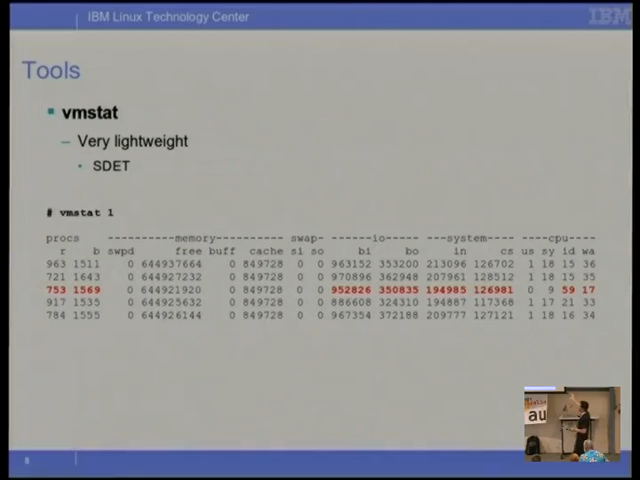 IBM Linux Technology Center
IBM
Tools
vmstat
– Very lightweight
SDET
# vmstat 1
procs -----------memory---------- swap- -----io---- --system-- ----cpu----
r b swpd free buff cache si so bi bo in cs us sy id wa
963 1511 0 644937664 0 849728 0 0 963152 353200 213096 126702 1 18 15 36
721 1643 0 644927232 0 849728 0 0 970896 362948 207961 128512 1 18 15 35
753 1569 0 644921920 0 849728 0 0 952826 350835 194985 126981 0 9 59 17
917 1535 0 644925632 0 849728 0 0 886608 324310 194887 117368 1 17 21 33
784 1555 0 644926144 0 849728 0 0 967354 372188 209777 121631 1 18 16 34
au
8